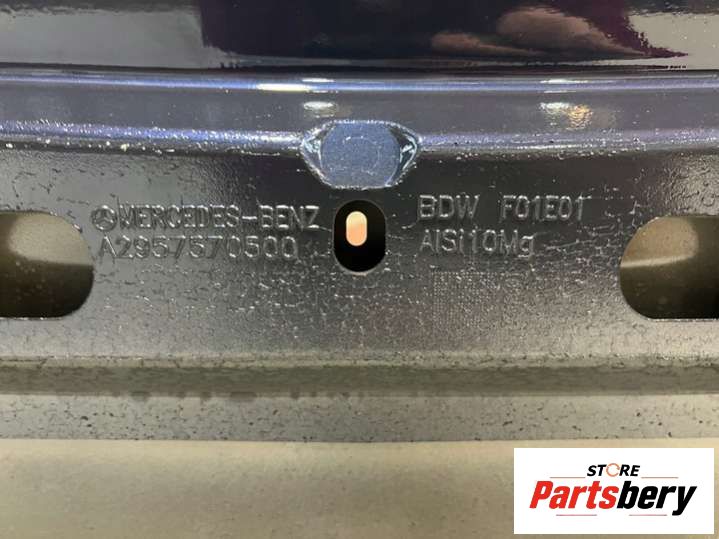 MERCEDES-BENZ
A2957570500
BDW F01E01
AlSi10Mg
STORE
Partsbery